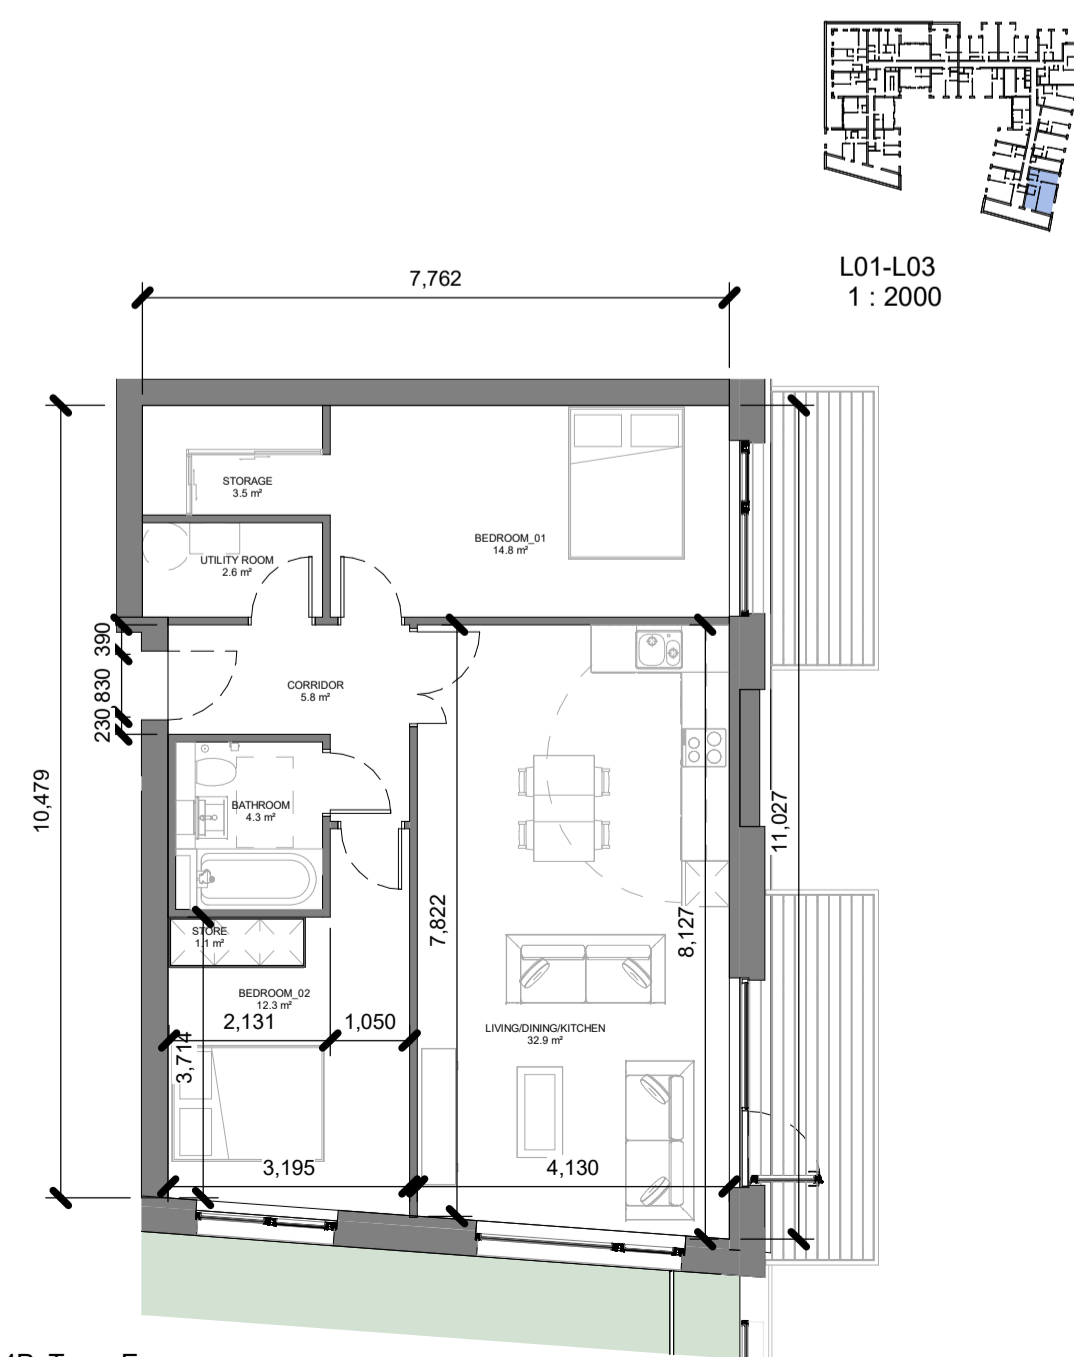 L01-L03
1 : 2000
7,762
STORAGE
3.5 m²
BEDROOM_01
14.8 m²
UTILITY ROOM
2.6 m²
390
830
230
CORRIDOR
5.8 m²
10,479
BATHROOM
4.3 m²
11,027
7,822
8,127
STORE
1.1 m²
BEDROOM_02
12.3 m²
2,131
1,050
3,714
LIVING/DINING/KITCHEN
32.9 m²
3,195
4,130